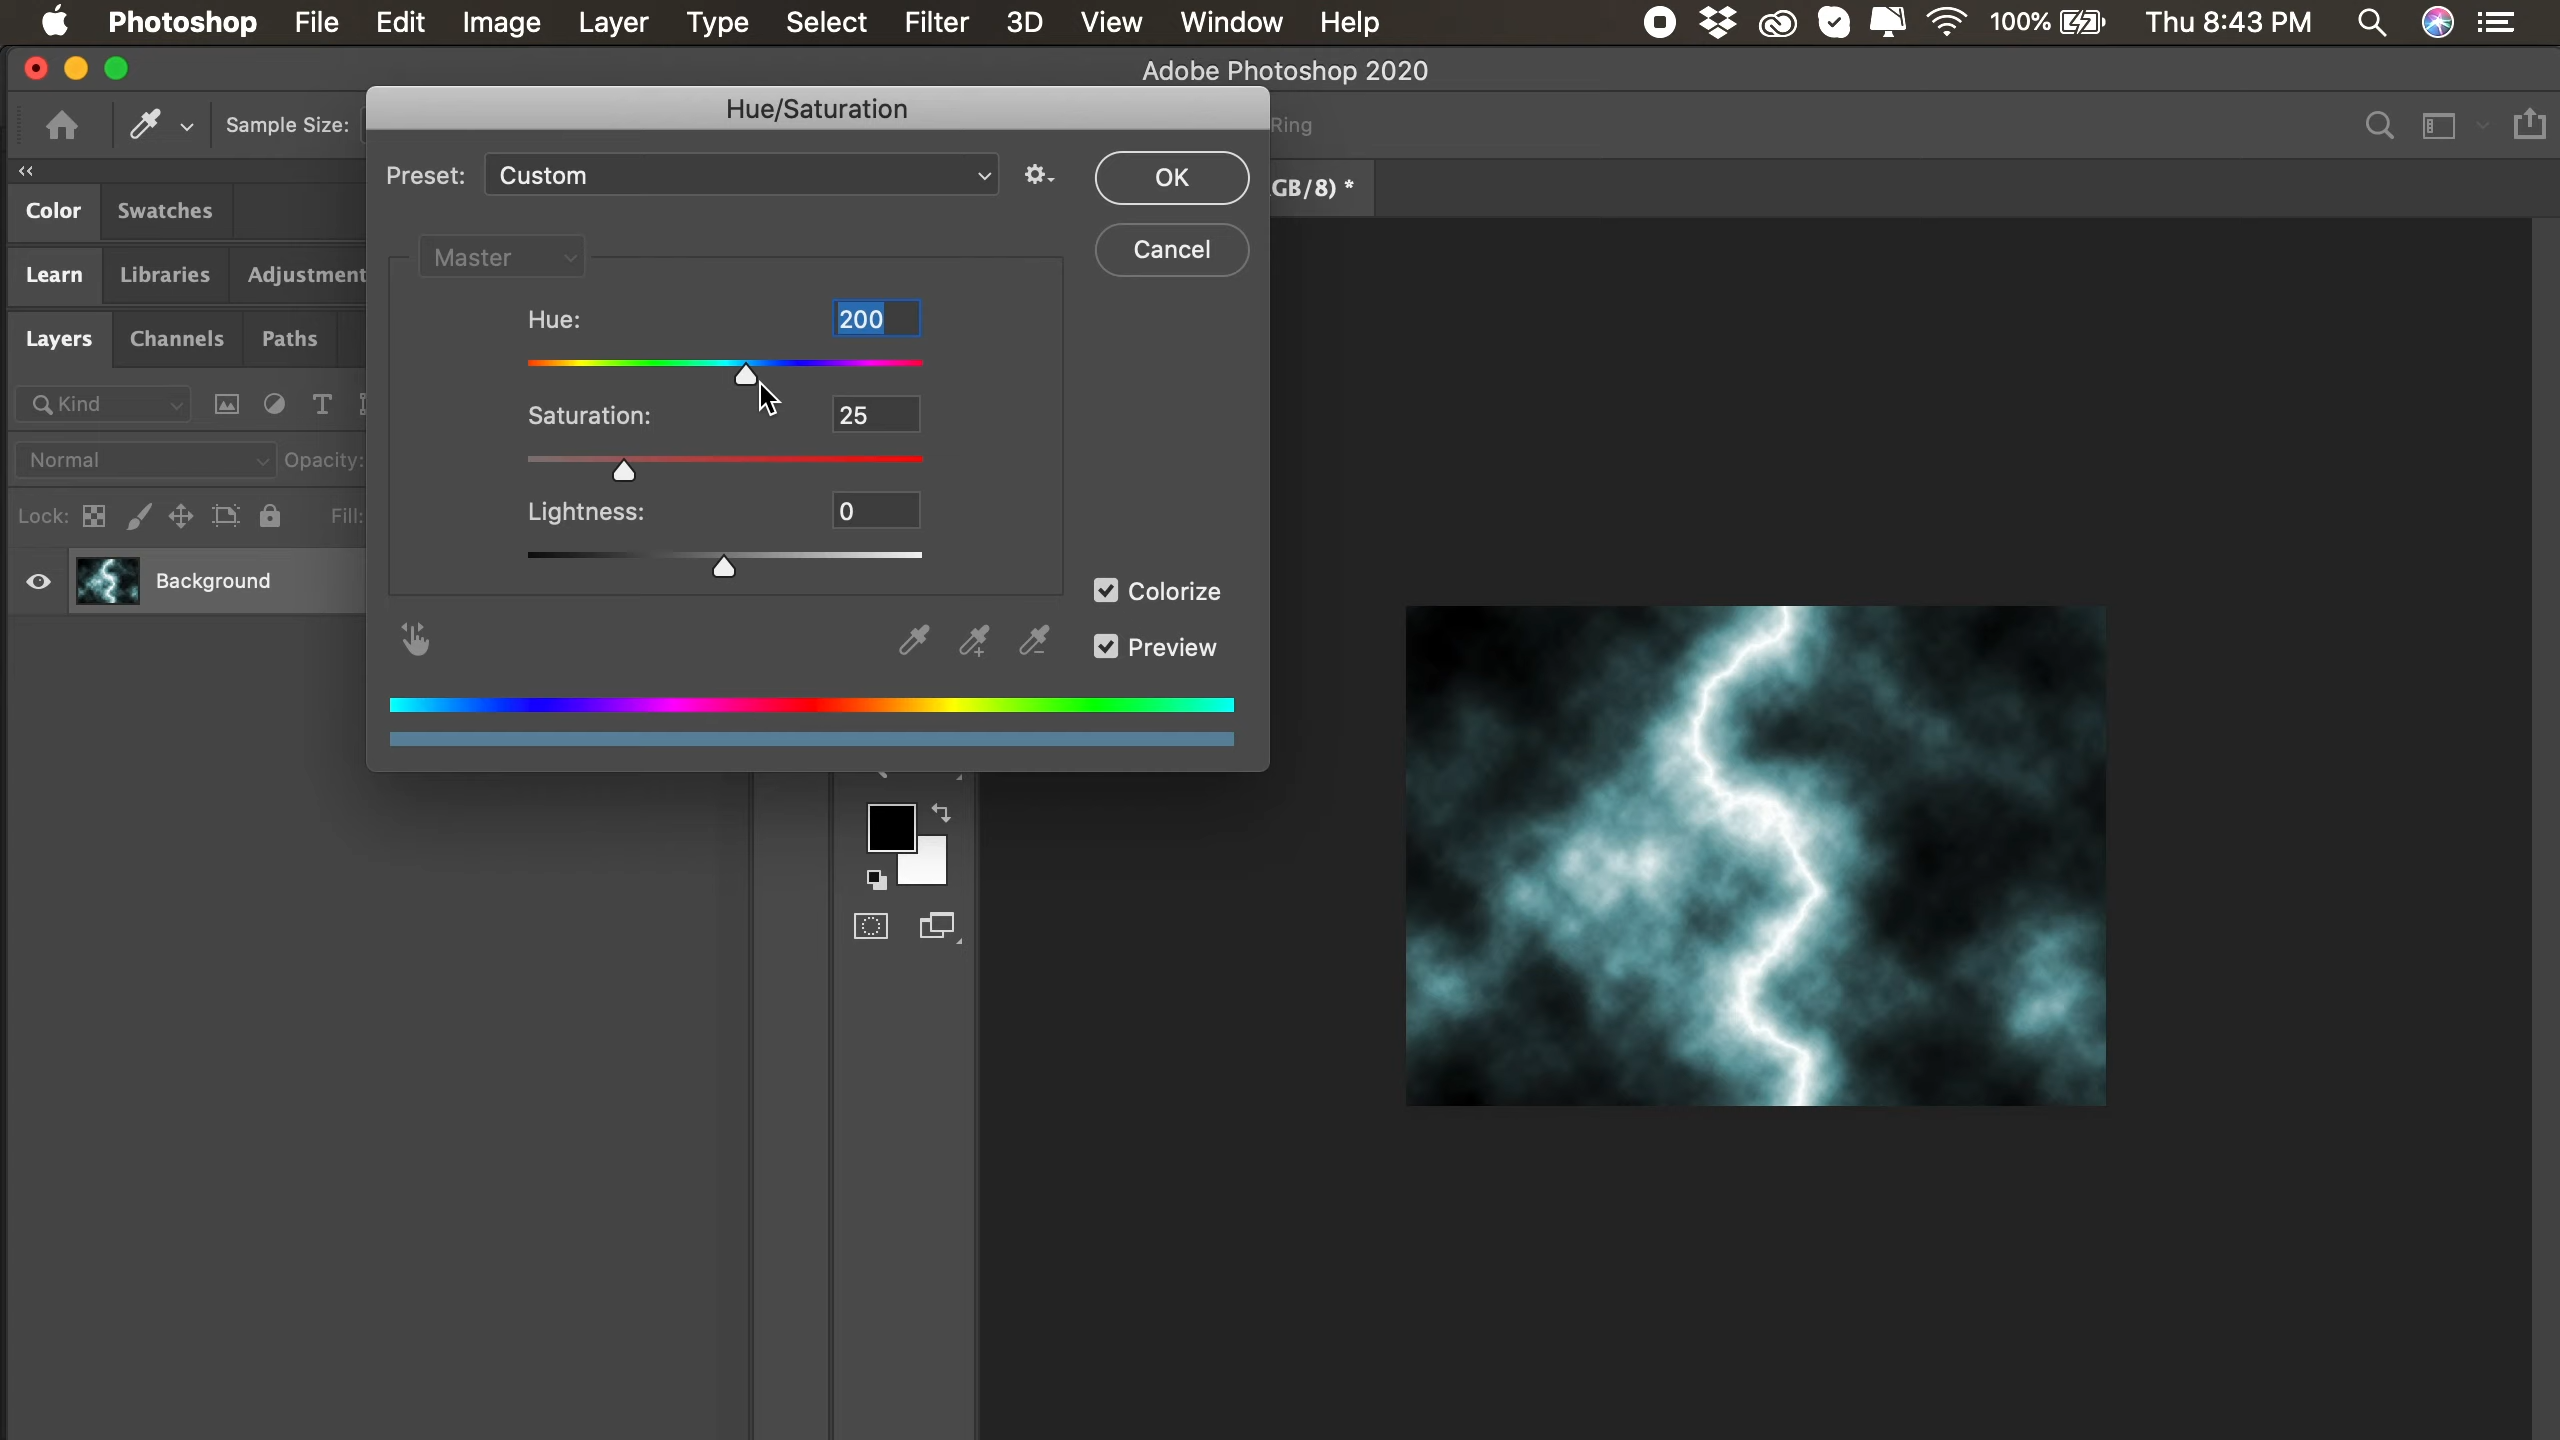 Photoshop File Edit Image Layer Type Select Filter 3D View Window Help 100% Thu 8:43 PM
Adobe Photoshop 2020
Sample Size: Ring
Hue/Saturation
Preset: Custom OK
GB/8) *
Color Swatches
Master Cancel
Learn Libraries Adjustment
Hue: 200
Layers Channels Paths
Kind
Saturation: 25
Normal Opacity:
Lightness: 0
Lock: Fill:
Background
Colorize
Preview